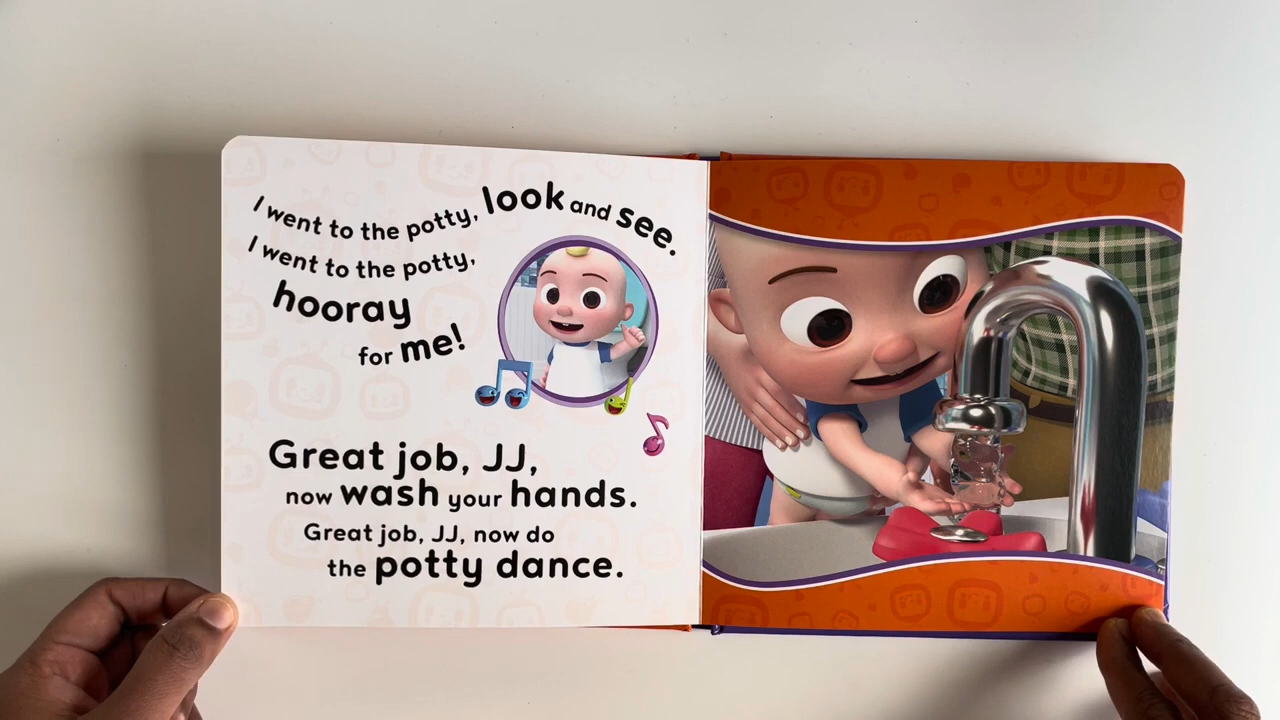 I went to the potty, look and see.
I went to the potty,
hooray
for me!
Great job, JJ,
now wash your hands.
Great job, JJ, now do
the potty dance.